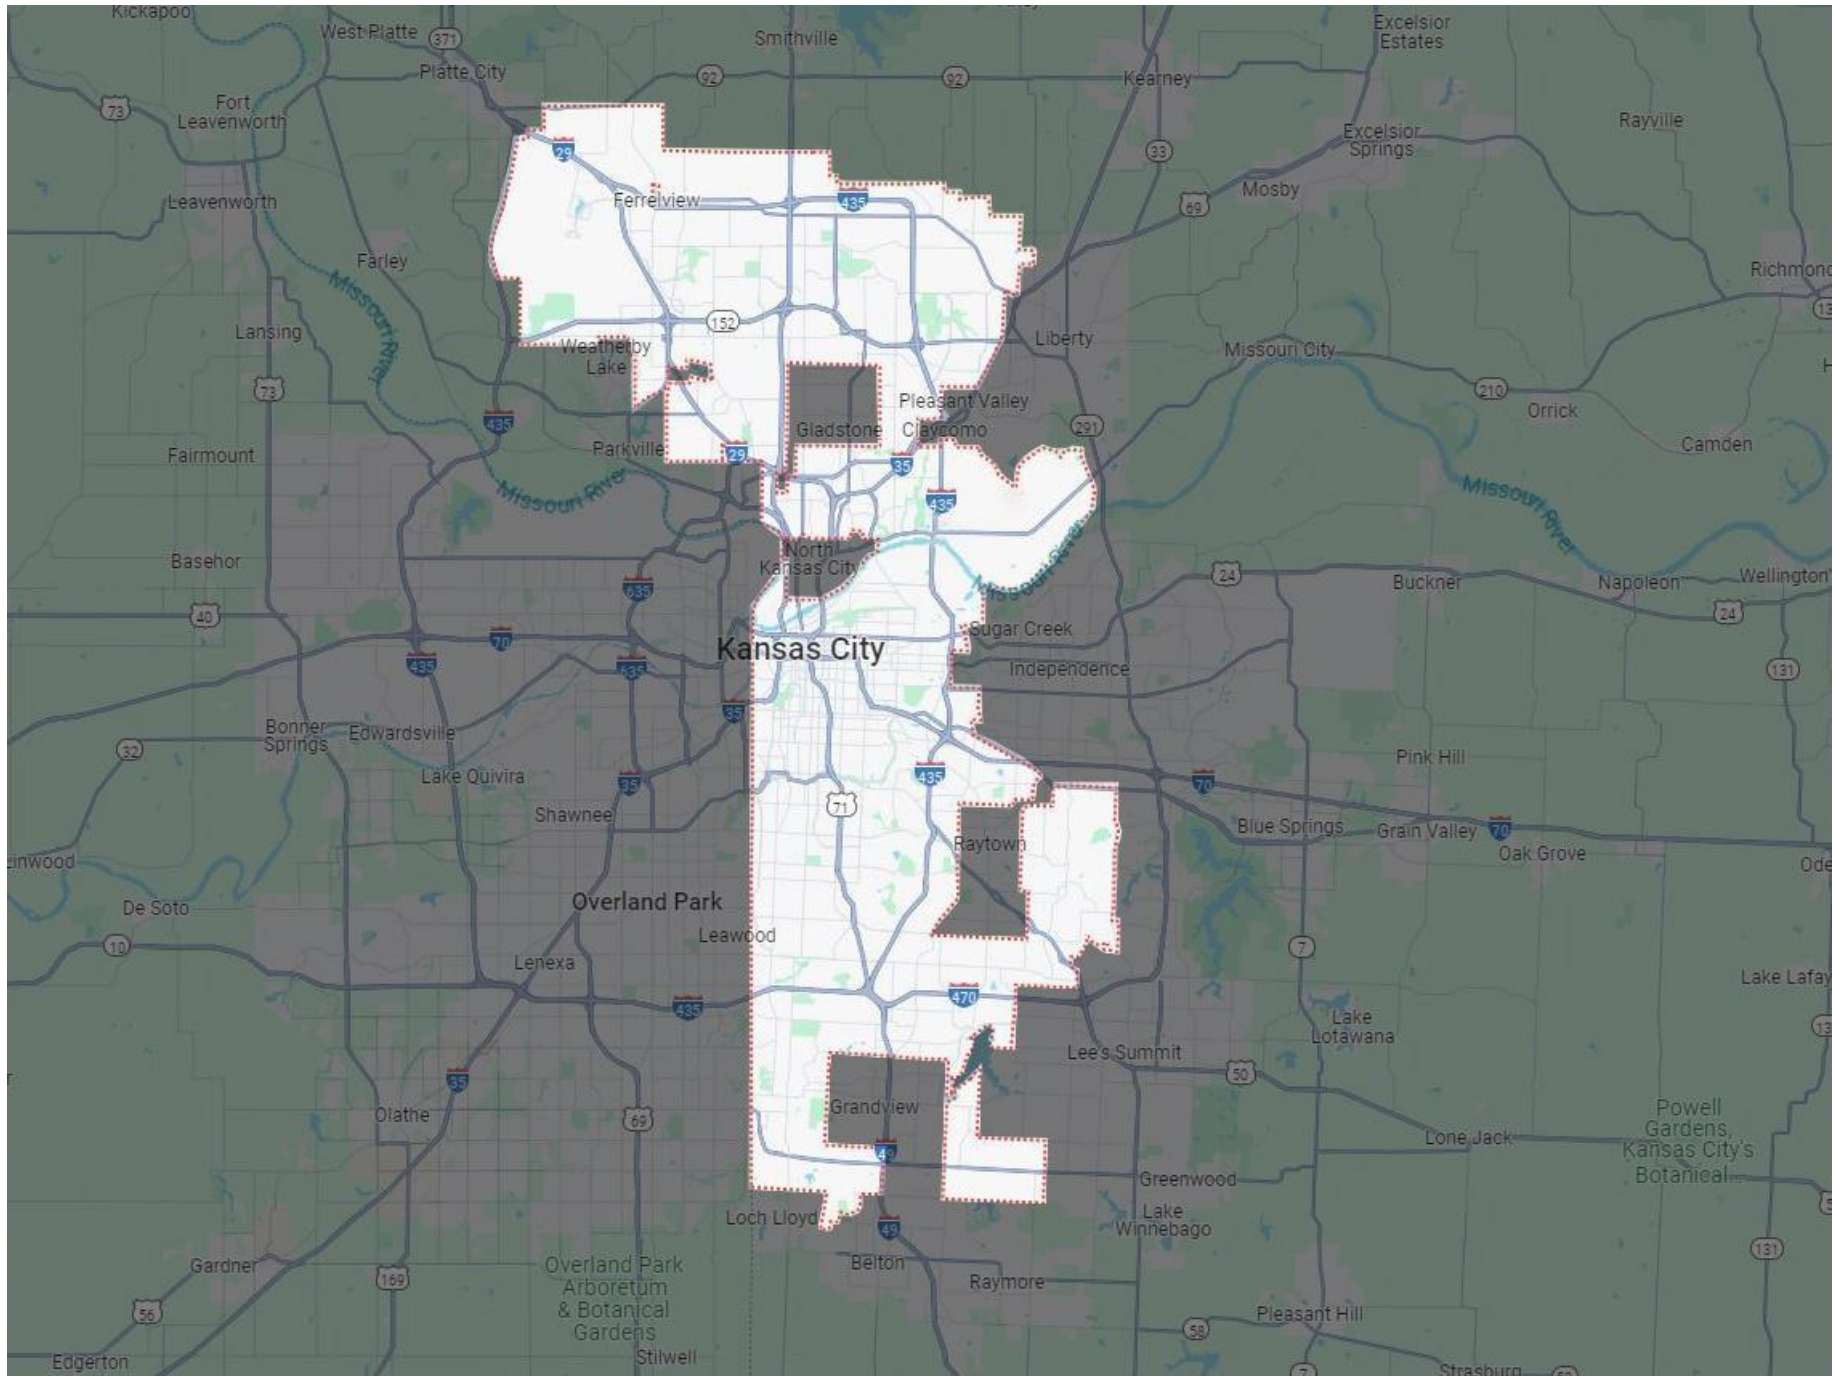 Kickapoo
West Platte
371
Smithville
Excelsior
Estates
Platte City
92
92
Kearney
73
Fort
Leavenworth
Rayville
Excelsior
Springs
29
33
Mosby
Leavenworth
Ferrelview
435
69
Farley
Missouri River
Richmond
13
Lansing
152
Liberty
Weatherby
Lake
Missouri City
73
210
Pleasant Valley
Orrick
435
291
Gladstone
Claycomo
Camden
Fairmount
Parkville
29
35
Missouri River
435
Missouri River
North
Kansas City
Basehor
Missouri River
635
24
Buckner
Napoleon
Wellington
40
24
Sugar Creek
70
Kansas City
435
635
Independence
131
35
Bonner
Springs
Edwardsville
32
Pink Hill
Lake Quivira
435
70
35
71
Shawnee
Blue Springs
Grain Valley
70
Raytown
Oak Grove
Linwood
Overland Park
De Soto
Leawood
10
7
Lenexa
Lake Lafay
470
435
Lake
Lotawana
13
Lee's Summit
50
35
Grandview
Olathe
69
Powell
Gardens,
Kansas City's
Botanical...
Lone Jack
49
Greenwood
Loch Lloyd
Lake
Winnebago
49
131
Belton
Gardner
Overland Park
Arboretum
& Botanical
Gardens
169
Raymore
56
Pleasant Hill
58
Edgerton
Stilwell
7
Strasburg